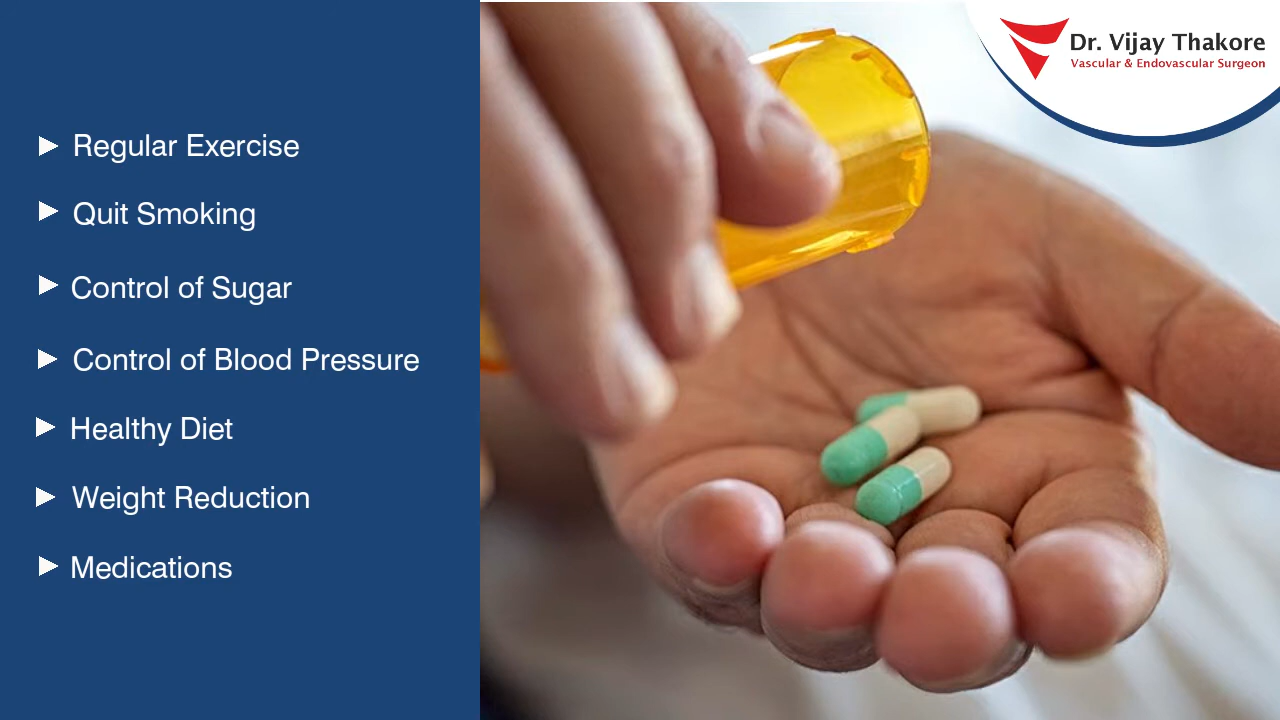 Dr. Vijay Thakore
Vascular & Endovascular Surgeon
Regular Exercise
Quit Smoking
Control of Sugar
Control of Blood Pressure
Healthy Diet
Weight Reduction
Medications